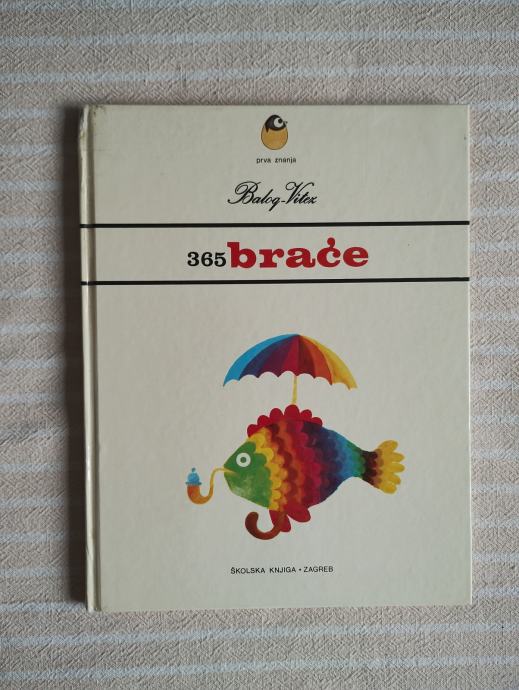 prva znanja
Balog-Vitez
365 braće
ŠKOLSKA KNJIGA • ZAGREB